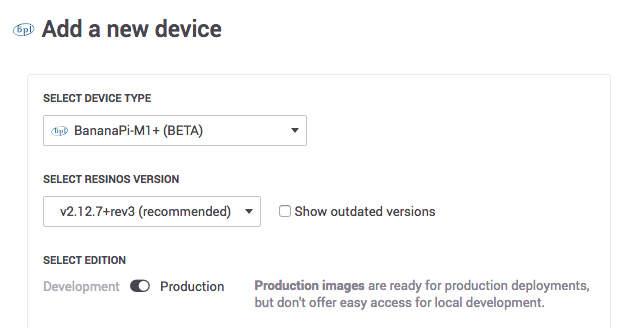 bpi Add a new device
SELECT DEVICE TYPE
bpi BananaPi-M1+ (BETA)
SELECT RESINOS VERSION
v2.12.7+rev3 (recommended) Show outdated versions
SELECT EDITION
Development Production Production images are ready for production deployments,
but don't offer easy access for local development.